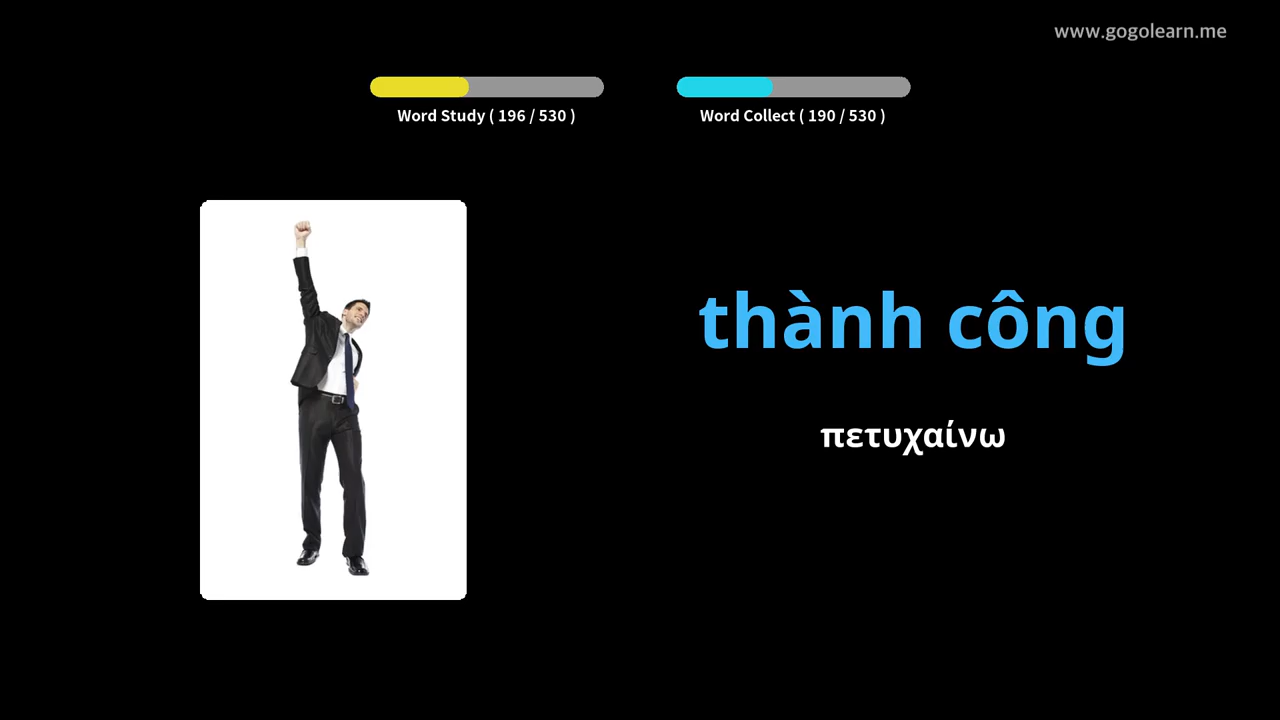 www.gogolearn.me
Word Study ( 196 / 530 )
Word Collect ( 190 / 530 )
thành công
πετυχαίνω